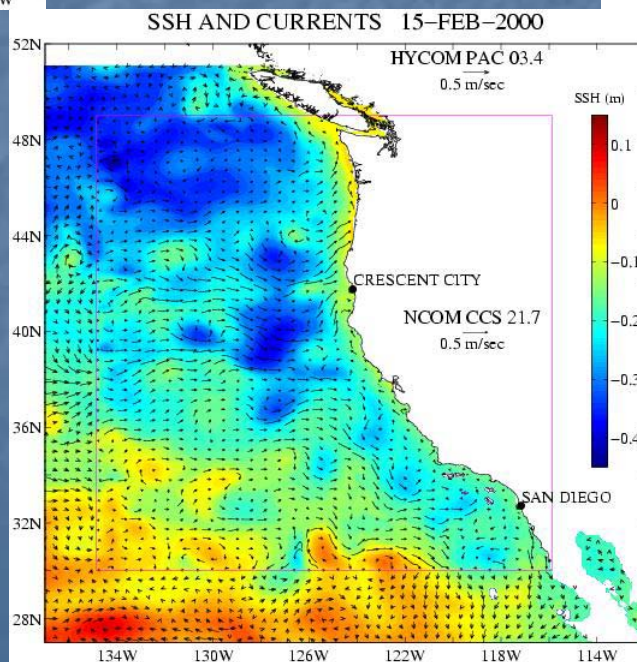 SSH AND CURRENTS 15-FEB-2000
52N
HYCOM PAC 03.4
0.5 m/sec
SSH (m)
48N
0.1
0
44N
-0.1
CRESCENT CITY
NCOM CCS 21.7
40N
0.5 m/sec
-0.2
-0.3
36N
-0.4
SAN DIEGO
32N
28N
134W
130W
126W
122W
118W
114W